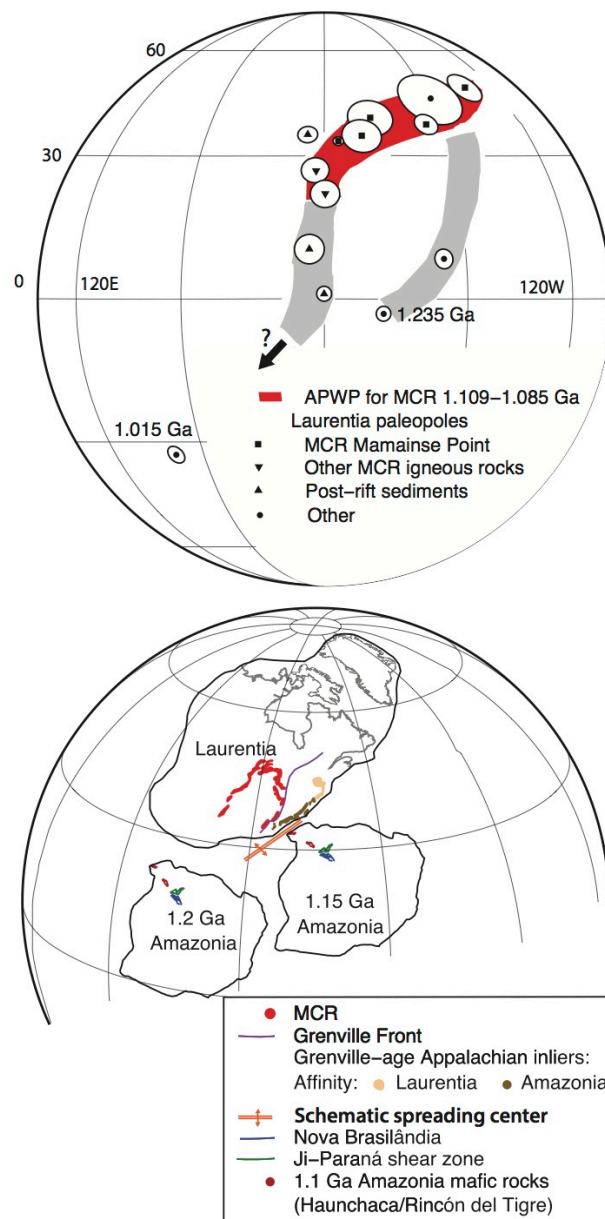 60
30
0
120E
120W
1.235 Ga
?
APWP for MCR 1.109–1.085 Ga
1.015 Ga
Laurentia paleopoles
MCR Mamainse Point
Other MCR igneous rocks
Post–rift sediments
Other
Laurentia
1.2 Ga
Amazonia
1.15 Ga
Amazonia
MCR
Grenville Front
Grenville–age Appalachian inliers:
Affinity: Laurentia Amazonia
Schematic spreading center
Nova Brasilândia
Ji–Paraná shear zone
1.1 Ga Amazonia mafic rocks
(Haunchaca/Rincón del Tigre)